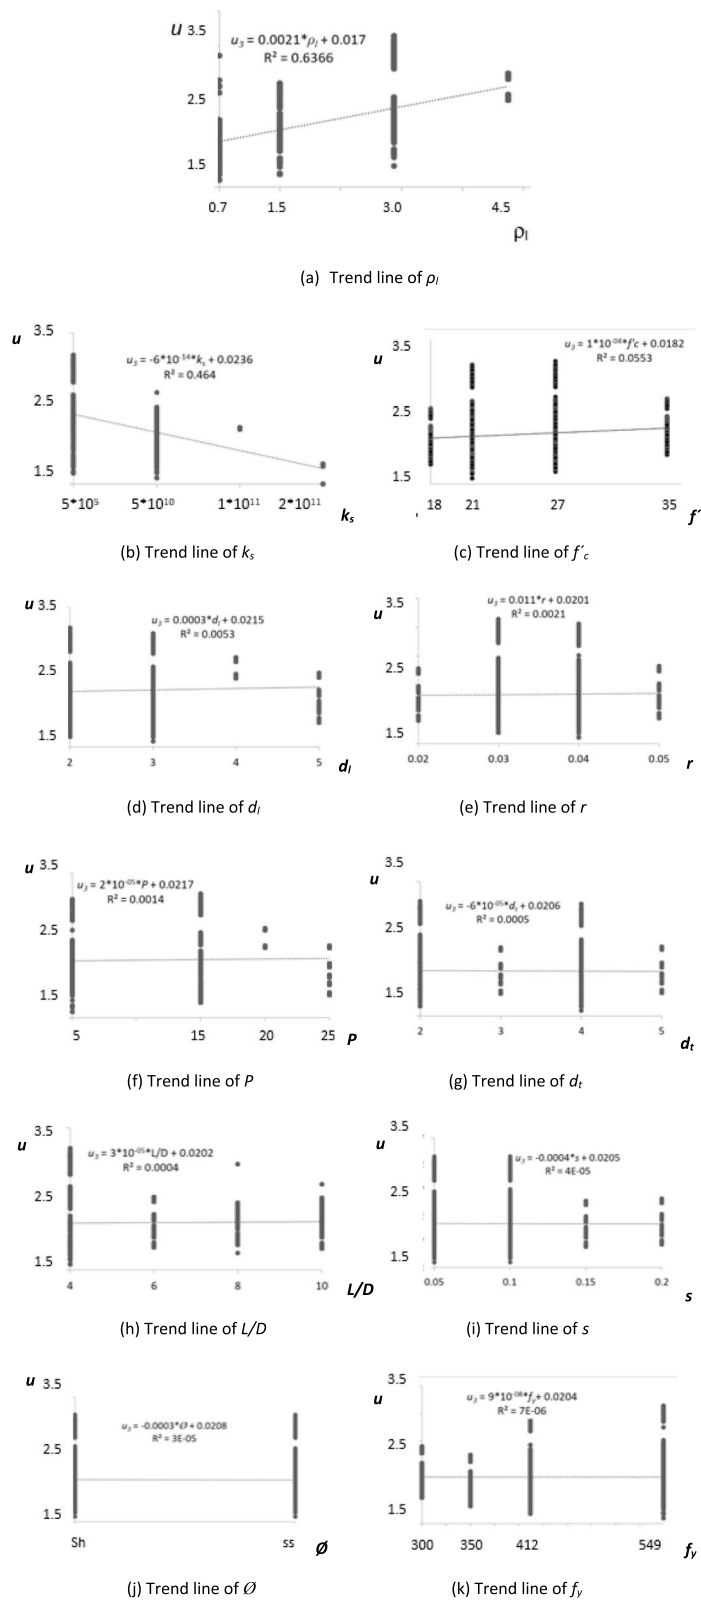 u
3.5
2.5
1.5
u₃ = 0.0021*ρₗ + 0.017
R² = 0.6366
0.7 1.5 3.0 4.5
ρₗ
(a) Trend line of ρₗ
u
3.5
2.5
1.5
u₃ = -6*10⁻¹⁴*kₛ + 0.0236
R² = 0.464
5*10⁵ 5*10¹⁰ 1*10¹¹ 2*10¹¹
kₛ
(b) Trend line of kₛ
u
3.5
2.5
1.5
u₃ = 1*10⁻⁰⁴*f'c + 0.0182
R² = 0.0553
18 21 27 35
f´
(c) Trend line of f´c
u
3.5
2.5
1.5
u₃ = 0.0003*dₗ + 0.0215
R² = 0.0053
2 3 4 5
dₗ
(d) Trend line of dₗ
u
3.5
2.5
1.5
u₃ = 0.011*r + 0.0201
R² = 0.0021
0.02 0.03 0.04 0.05
r
(e) Trend line of r
u
3.5
2.5
1.5
u₃ = 2*10⁻⁰⁵*P + 0.0217
R² = 0.0014
5 15 20 25
P
(f) Trend line of P
u
3.5
2.5
1.5
u₃ = -6*10⁻⁰⁵*dₜ + 0.0206
R² = 0.0005
2 3 4 5
dₜ
(g) Trend line of dₜ
u
3.5
2.5
1.5
u₃ = 3*10⁻⁰⁵*L/D + 0.0202
R² = 0.0004
4 6 8 10
L/D
(h) Trend line of L/D
u
3.5
2.5
1.5
u₃ = -0.0004*s + 0.0205
R² = 4E-05
0.05 0.1 0.15 0.2
s
(i) Trend line of s
u
3.5
2.5
1.5
u₃ = -0.0003*Ø + 0.0208
R² = 3E-05
Sh ss
Ø
(j) Trend line of Ø
u
3.5
2.5
1.5
u₃ = 9*10⁻⁰⁸*fᵧ + 0.0204
R² = 7E-06
300 350 412 549
fᵧ
(k) Trend line of fᵧ